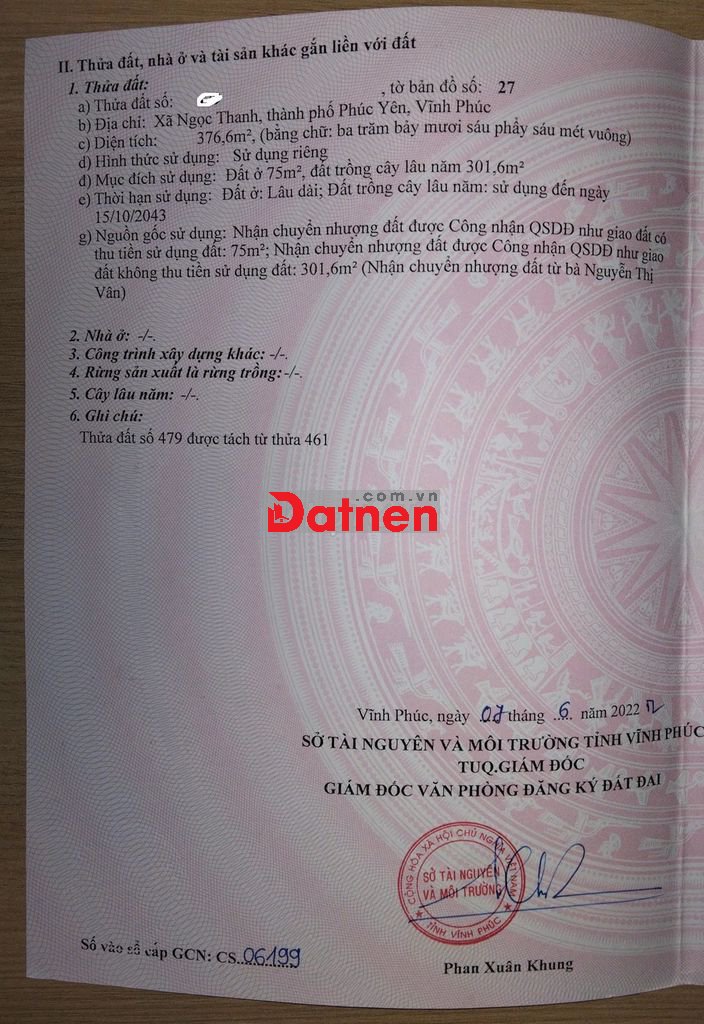 II. Thửa đất, nhà ở và tài sản khác gắn liền với đất
1. Thửa đất:
a) Thửa đất số: , tờ bản đồ số: 27
b) Địa chỉ: Xã Ngọc Thanh, thành phố Phúc Yên, Vĩnh Phúc
c) Diện tích: 376,6m², (bằng chữ: ba trăm bảy mươi sáu phẩy sáu mét vuông)
d) Hình thức sử dụng: Sử dụng riêng
đ) Mục đích sử dụng: Đất ở 75m², đất trồng cây lâu năm 301,6m²
e) Thời hạn sử dụng: Đất ở: Lâu dài; Đất trồng cây lâu năm: sử dụng đến ngày
15/10/2043
g) Nguồn gốc sử dụng: Nhận chuyển nhượng đất được Công nhận QSDĐ như giao đất có
thu tiền sử dụng đất: 75m²; Nhận chuyển nhượng đất được Công nhận QSDĐ như giao
đất không thu tiền sử dụng đất: 301,6m² (Nhận chuyển nhượng đất từ bà Nguyễn Thị
Vân)
2. Nhà ở: -/-.
3. Công trình xây dựng khác: -/-.
4. Rừng sản xuất là rừng trồng: -/-.
5. Cây lâu năm: -/-.
6. Ghi chú:
Thửa đất số 479 được tách từ thửa 461
.com.vn
Datnen
Vĩnh Phúc, ngày 07 tháng 6 năm 2022
SỞ TÀI NGUYÊN VÀ MÔI TRƯỜNG TỈNH VĨNH PHÚC
TUQ.GIÁM ĐỐC
GIÁM ĐỐC VĂN PHÒNG ĐĂNG KÝ ĐẤT ĐAI
CỘNG HÒA XÃ HỘI CHỦ NGHĨA VIỆT NAM
SỞ TÀI NGUYÊN
VÀ MÔI TRƯỜNG
TỈNH VĨNH PHÚC
Số vào sổ cấp GCN: CS 06199
Phan Xuân Khung